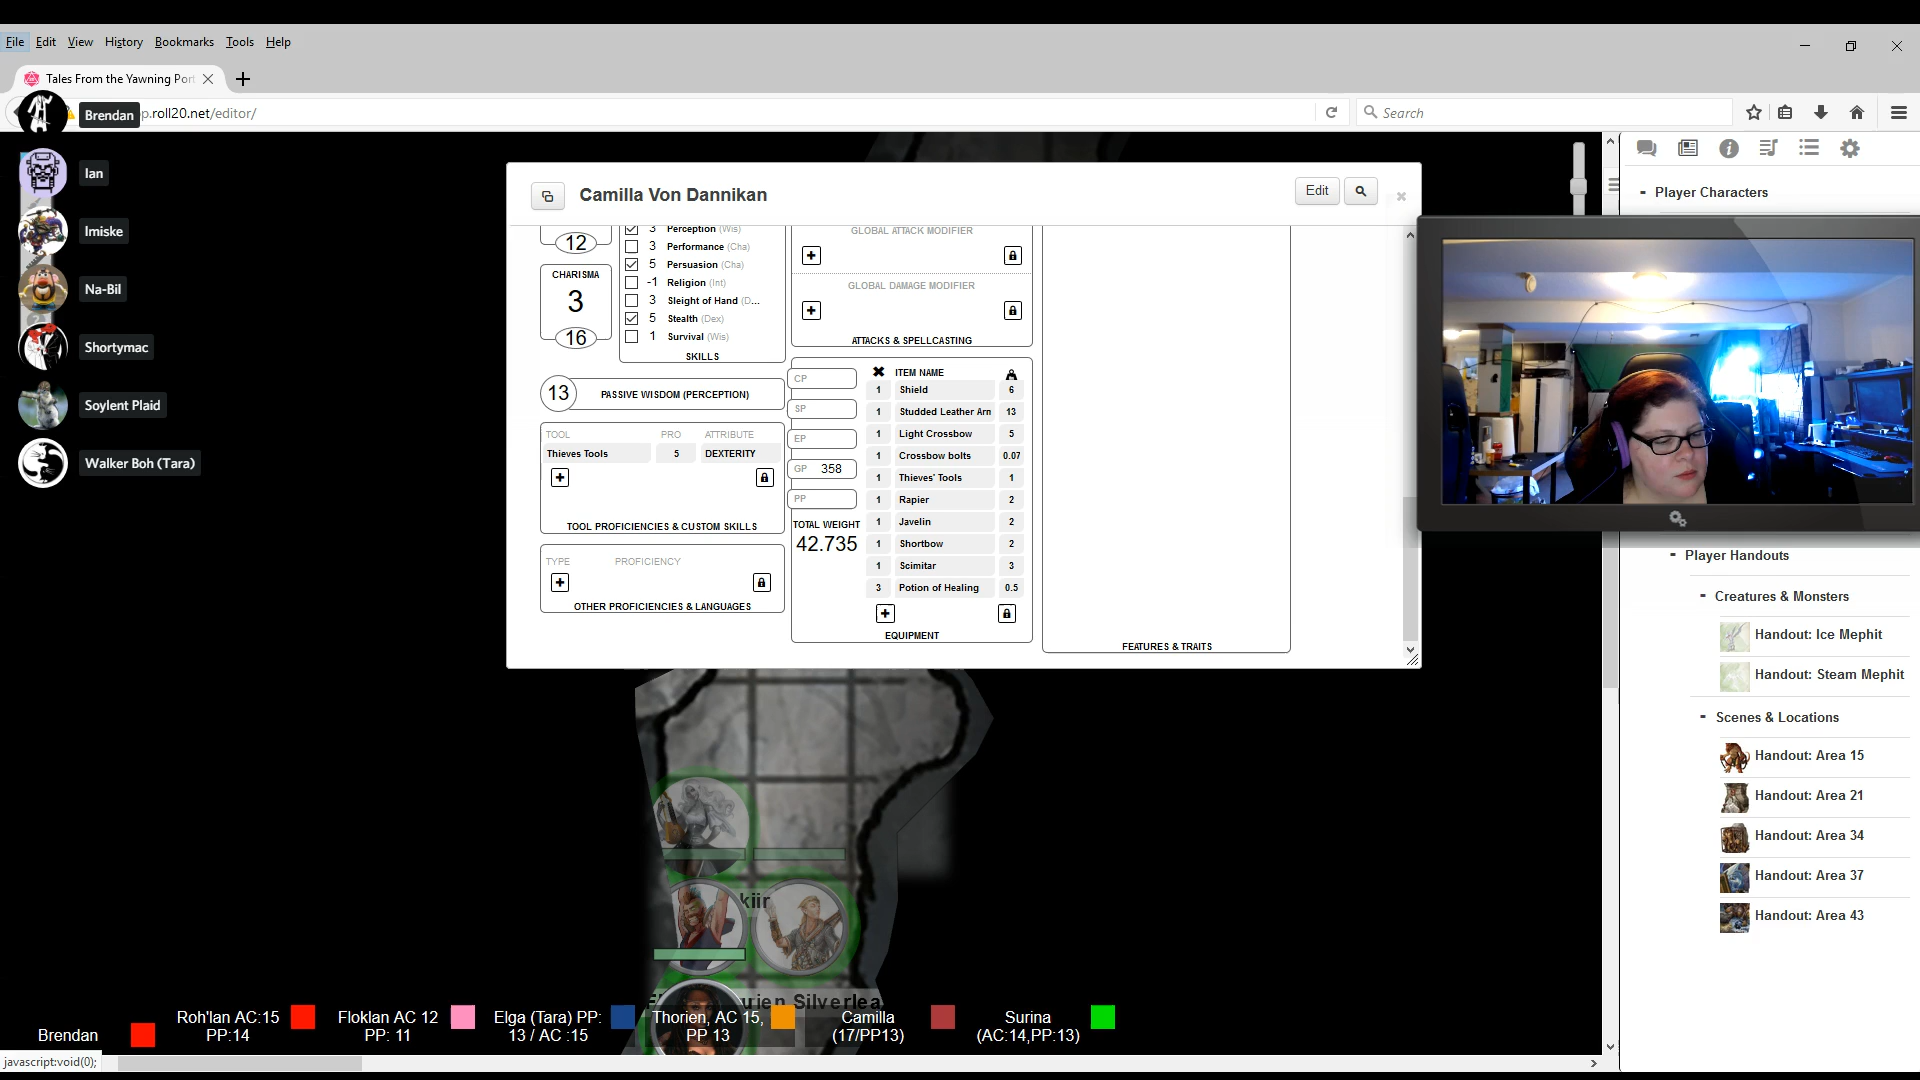 File Edit View History Bookmarks Tools Help
Tales From the Yawning Port
Brendan
p.roll20.net/editor/
Search
Ian
Imiske
Na-Bil
Shortymac
Soylent Plaid
Walker Boh (Tara)
Camilla Von Dannikan
Edit
12
CHARISMA
3
16
3 Perception (Wis)
3 Performance (Cha)
5 Persuasion (Cha)
-1 Religion (Int)
3 Sleight of Hand (D...
5 Stealth (Dex)
1 Survival (Wis)
SKILLS
13 PASSIVE WISDOM (PERCEPTION)
TOOL PRO ATTRIBUTE
Thieves Tools 5 DEXTERITY
TOOL PROFICIENCIES & CUSTOM SKILLS
TYPE PROFICIENCY
OTHER PROFICIENCIES & LANGUAGES
GLOBAL ATTACK MODIFIER
GLOBAL DAMAGE MODIFIER
ATTACKS & SPELLCASTING
CP
SP
EP
GP 358
PP
TOTAL WEIGHT
42.735
ITEM NAME
1 Shield 6
1 Studded Leather Arn 13
1 Light Crossbow 5
1 Crossbow bolts 0.07
1 Thieves' Tools 1
1 Rapier 2
1 Javelin 2
1 Shortbow 2
1 Scimitar 3
3 Potion of Healing 0.5
EQUIPMENT
FEATURES & TRAITS
- Player Characters
- Player Handouts
- Creatures & Monsters
Handout: Ice Mephit
Handout: Steam Mephit
- Scenes & Locations
Handout: Area 15
Handout: Area 21
Handout: Area 34
Handout: Area 37
Handout: Area 43
kiir
rien Silverlea
Brendan
Roh'lan AC:15
PP:14
Floklan AC 12
PP: 11
Elga (Tara) PP:
13 / AC :15
Thorien, AC 15,
PP 13
Camilla
(17/PP13)
Surina
(AC:14,PP:13)
javascript:void(0);